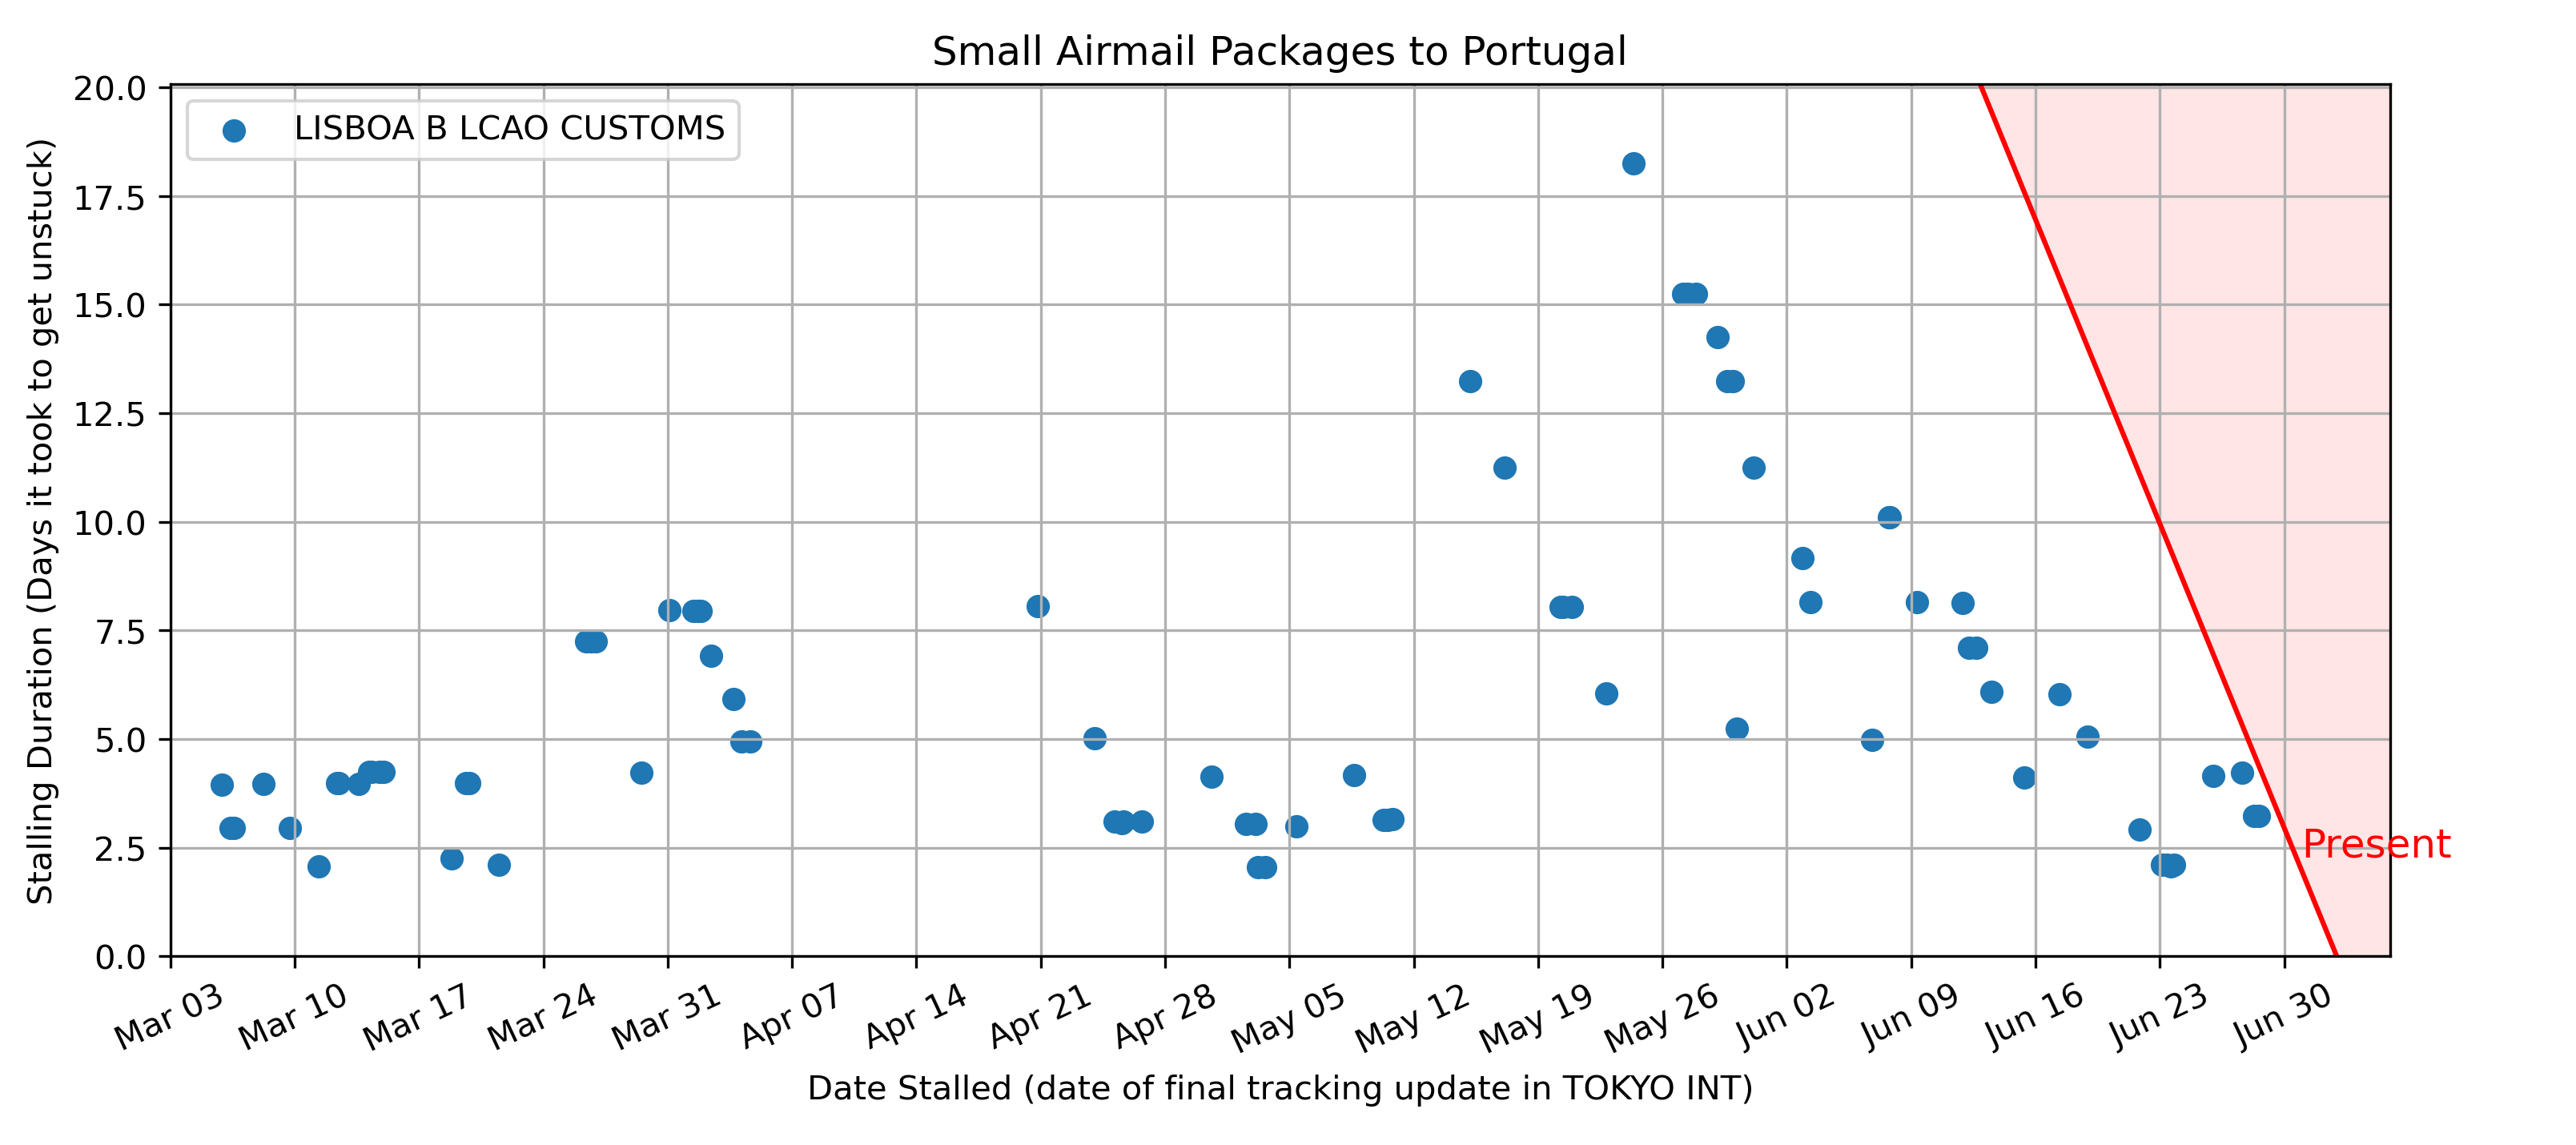 Small Airmail Packages to Portugal
LISBOA B LCAO CUSTOMS
Stalling Duration (Days it took to get unstuck)
20.0
17.5
15.0
12.5
10.0
7.5
5.0
2.5
0.0
Present
Mar 03
Mar 10
Mar 17
Mar 24
Mar 31
Apr 07
Apr 14
Apr 21
Apr 28
May 05
May 12
May 19
May 26
Jun 02
Jun 09
Jun 16
Jun 23
Jun 30
Date Stalled (date of final tracking update in TOKYO INT)